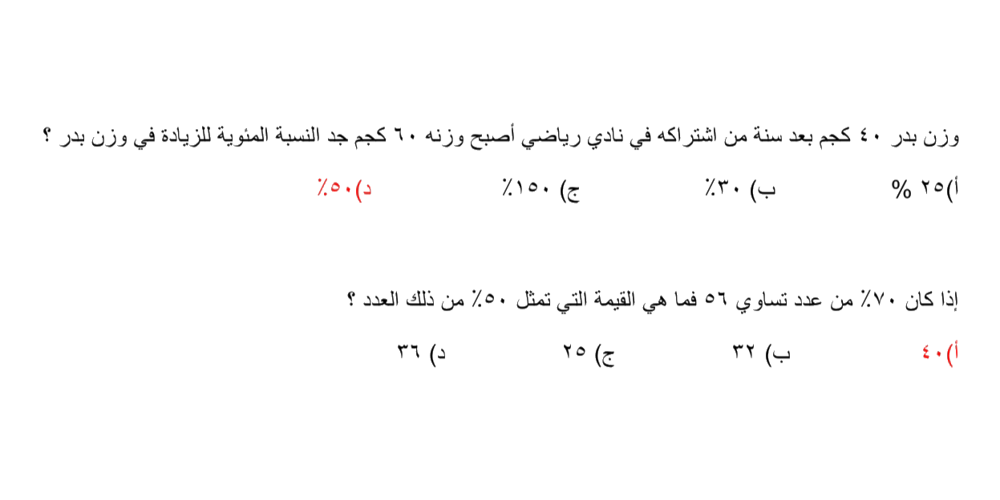 وزن بدر ٤٠ كجم بعد سنة من اشتراكه في نادي رياضي أصبح وزنه ٦٠ كجم جد النسبة المئوية للزيادة في وزن بدر ؟
أ)٢٥ % ب) ٣٠٪ ج) ١٥٠٪ د)٥٠٪
إذا كان ٧٠٪ من عدد تساوي ٥٦ فما هي القيمة التي تمثل ٥٠٪ من ذلك العدد ؟
أ)٤٠ ب) ٣٢ ج) ٢٥ د) ٣٦